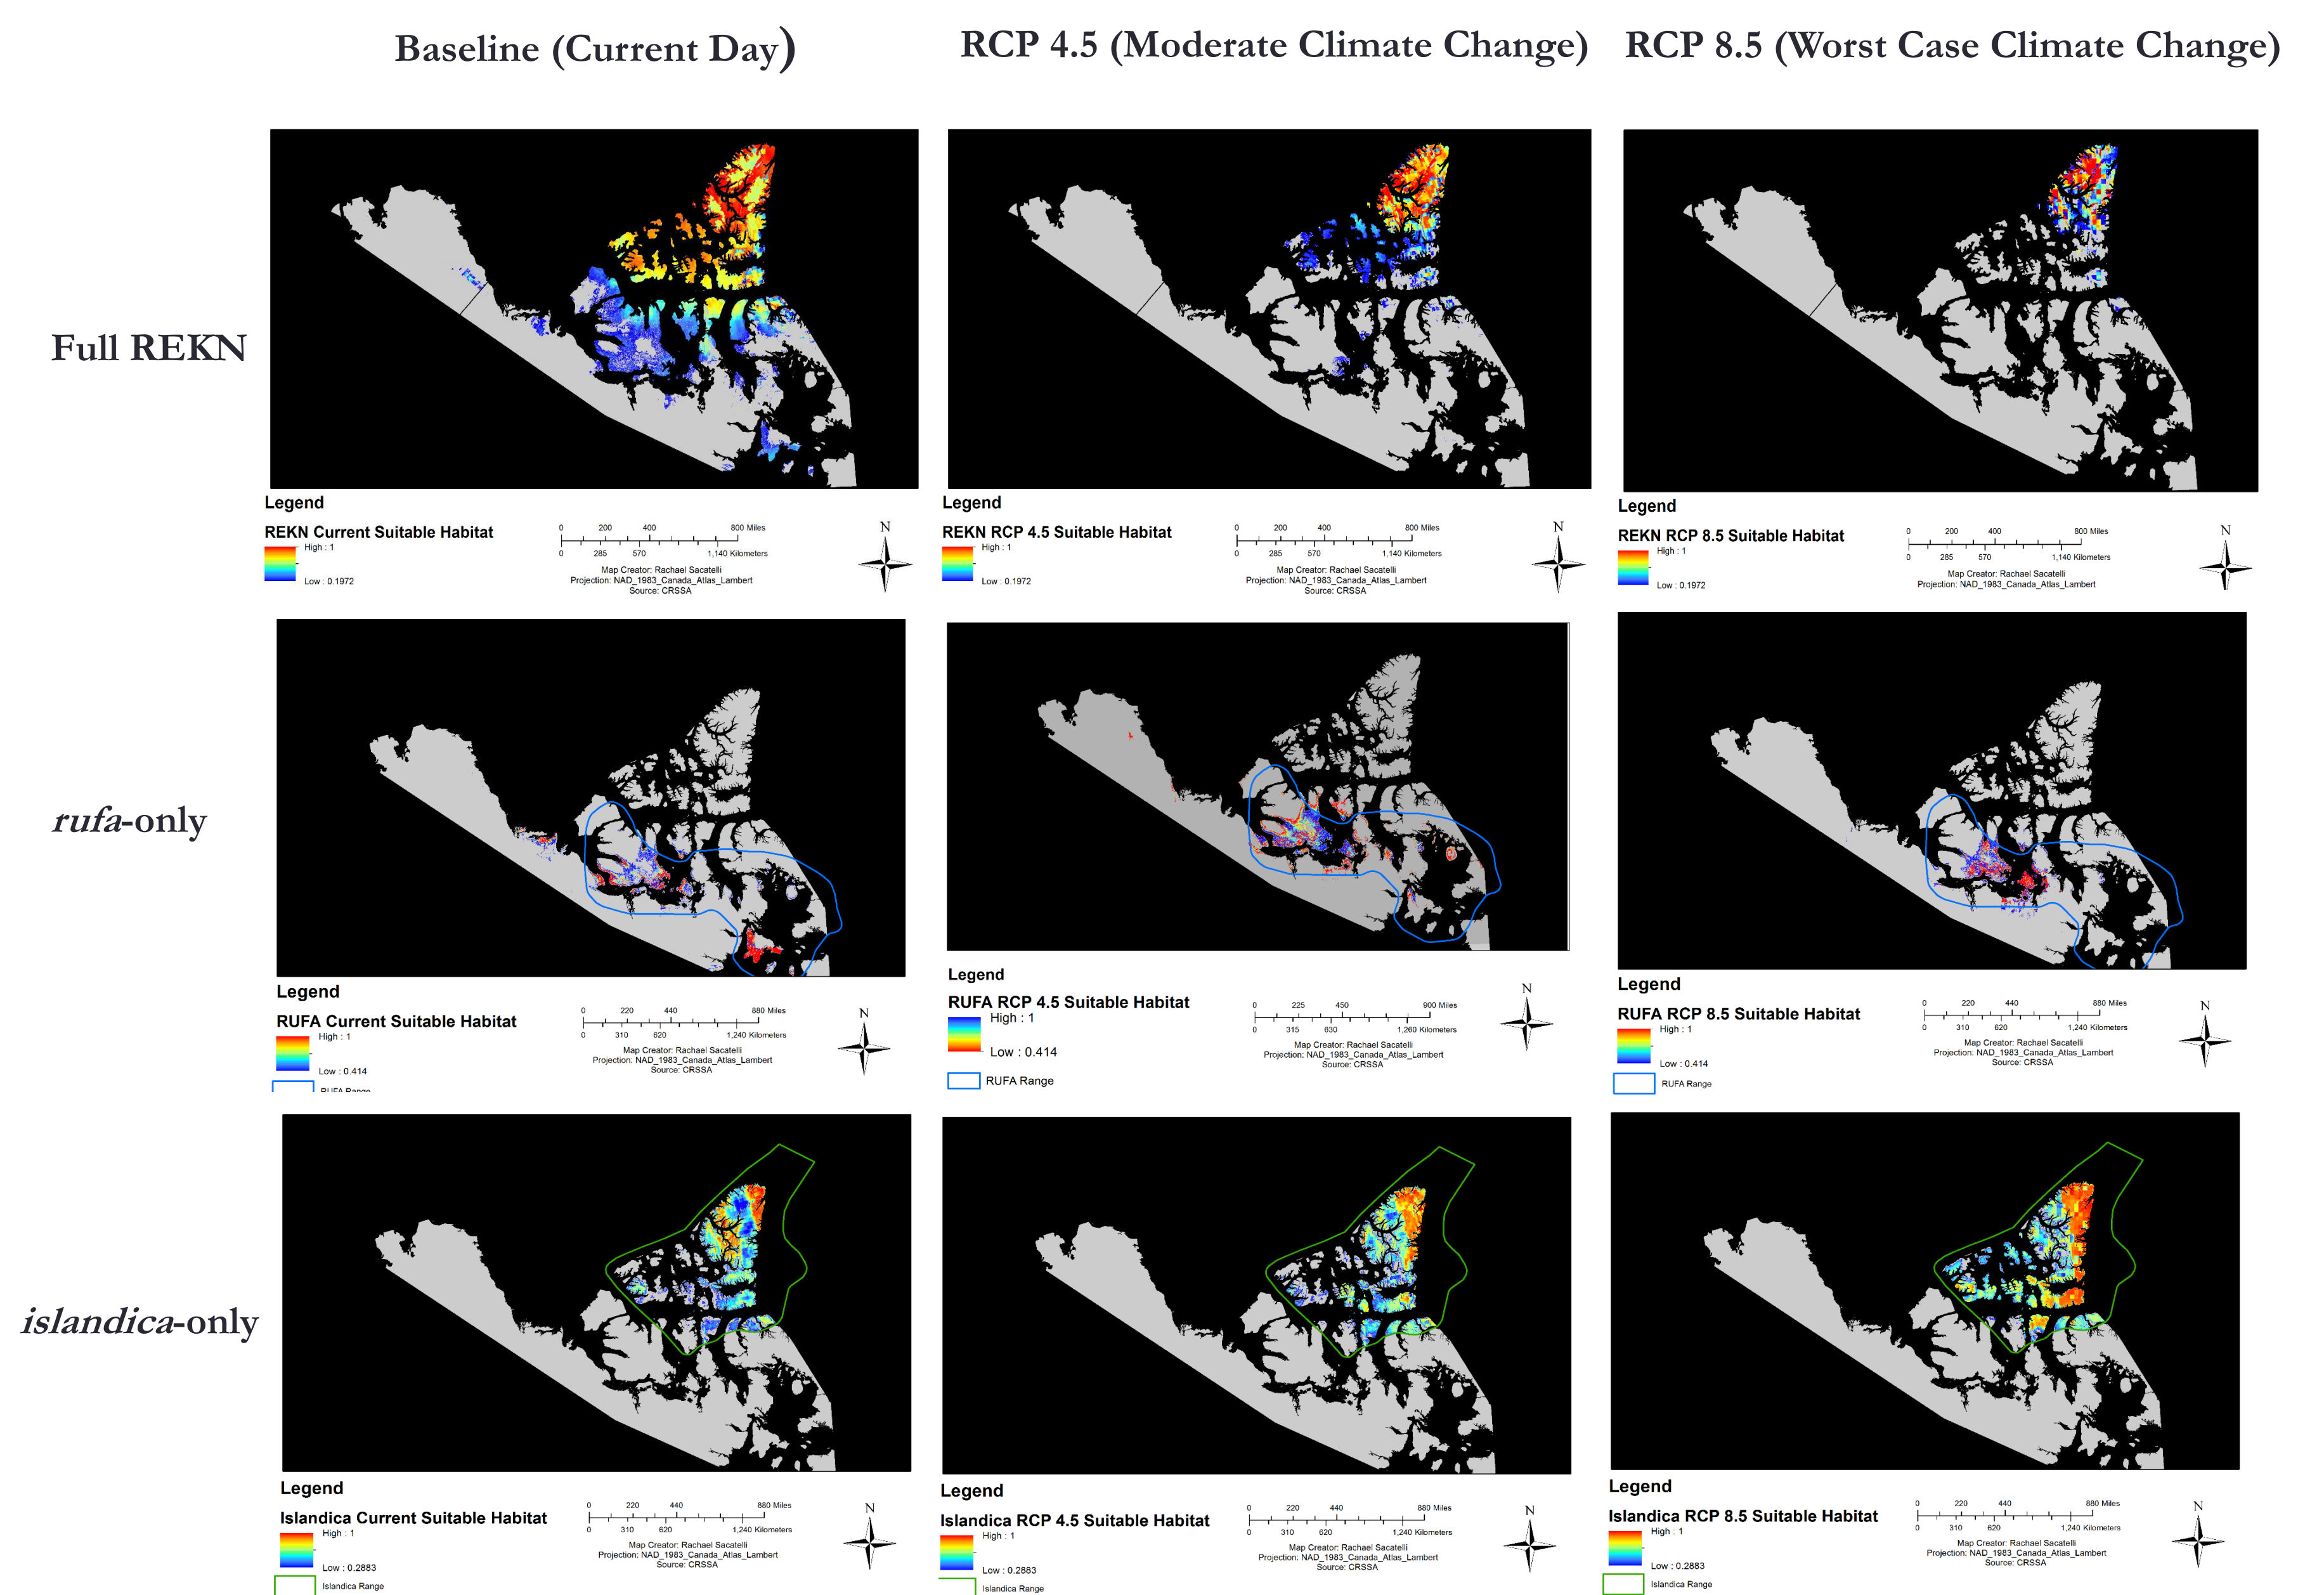 Baseline (Current Day)
RCP 4.5 (Moderate Climate Change)
RCP 8.5 (Worst Case Climate Change)
Full REKN
Legend
REKN Current Suitable Habitat
High : 1
Low : 0.1972
0 200 400 800 Miles
0 285 570 1,140 Kilometers
Map Creator: Rachael Sacatelli
Projection: NAD_1983_Canada_Atlas_Lambert
Source: CRSSA
N
Legend
REKN RCP 4.5 Suitable Habitat
High : 1
Low : 0.1972
0 200 400 800 Miles
0 285 570 1,140 Kilometers
Map Creator: Rachael Sacatelli
Projection: NAD_1983_Canada_Atlas_Lambert
Source: CRSSA
N
Legend
REKN RCP 8.5 Suitable Habitat
High : 1
Low : 0.1972
0 200 400 800 Miles
0 285 570 1,140 Kilometers
Map Creator: Rachael Sacatelli
Projection: NAD_1983_Canada_Atlas_Lambert
N
rufa-only
Legend
RUFA Current Suitable Habitat
High : 1
Low : 0.414
RUFA Range
0 220 440 880 Miles
0 310 620 1,240 Kilometers
Map Creator: Rachael Sacatelli
Projection: NAD_1983_Canada_Atlas_Lambert
Source: CRSSA
N
Legend
RUFA RCP 4.5 Suitable Habitat
High : 1
Low : 0.414
RUFA Range
0 225 450 900 Miles
0 315 630 1,260 Kilometers
Map Creator: Rachael Sacatelli
Projection: NAD_1983_Canada_Atlas_Lambert
Source: CRSSA
N
Legend
RUFA RCP 8.5 Suitable Habitat
High : 1
Low : 0.414
RUFA Range
0 220 440 880 Miles
0 310 620 1,240 Kilometers
Map Creator: Rachael Sacatelli
Projection: NAD_1983_Canada_Atlas_Lambert
Source: CRSSA
N
islandica-only
Legend
Islandica Current Suitable Habitat
High : 1
Low : 0.2883
Islandica Range
0 220 440 880 Miles
0 310 620 1,240 Kilometers
Map Creator: Rachael Sacatelli
Projection: NAD_1983_Canada_Atlas_Lambert
Source: CRSSA
N
Legend
Islandica RCP 4.5 Suitable Habitat
High : 1
Low : 0.2883
Islandica Range
0 220 440 880 Miles
0 310 620 1,240 Kilometers
Map Creator: Rachael Sacatelli
Projection: NAD_1983_Canada_Atlas_Lambert
Source: CRSSA
N
Legend
Islandica RCP 8.5 Suitable Habitat
High : 1
Low : 0.2883
Islandica Range
0 220 440 880 Miles
0 310 620 1,240 Kilometers
Map Creator: Rachael Sacatelli
Projection: NAD_1983_Canada_Atlas_Lambert
Source: CRSSA
N